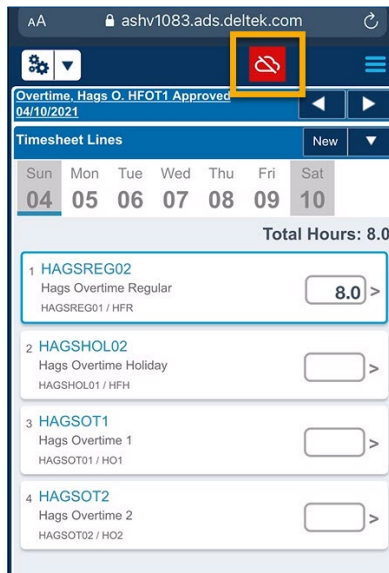 AA ashv1083.ads.deltek.com
Overtime, Hags O. HFOT1 Approved
04/10/2021
Timesheet Lines New
Sun Mon Tue Wed Thu Fri Sat
04 05 06 07 08 09 10
Total Hours: 8.0
1 HAGSREG02
Hags Overtime Regular
8.0 >
HAGSREG01 / HFR
2 HAGSHOL02
Hags Overtime Holiday
>
HAGSHOL01 / HFH
3 HAGSOT1
Hags Overtime 1
>
HAGSOT01 / HO1
4 HAGSOT2
Hags Overtime 2
>
HAGSOT02 / HO2